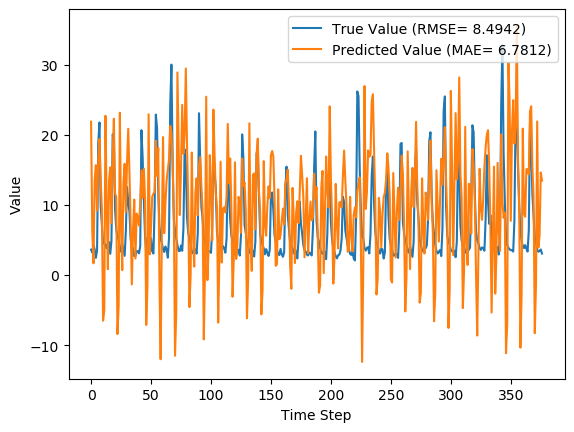 True Value (RMSE= 8.4942)
Predicted Value (MAE= 6.7812)
30
20
10
0
−10
Value
0 50 100 150 200 250 300 350
Time Step